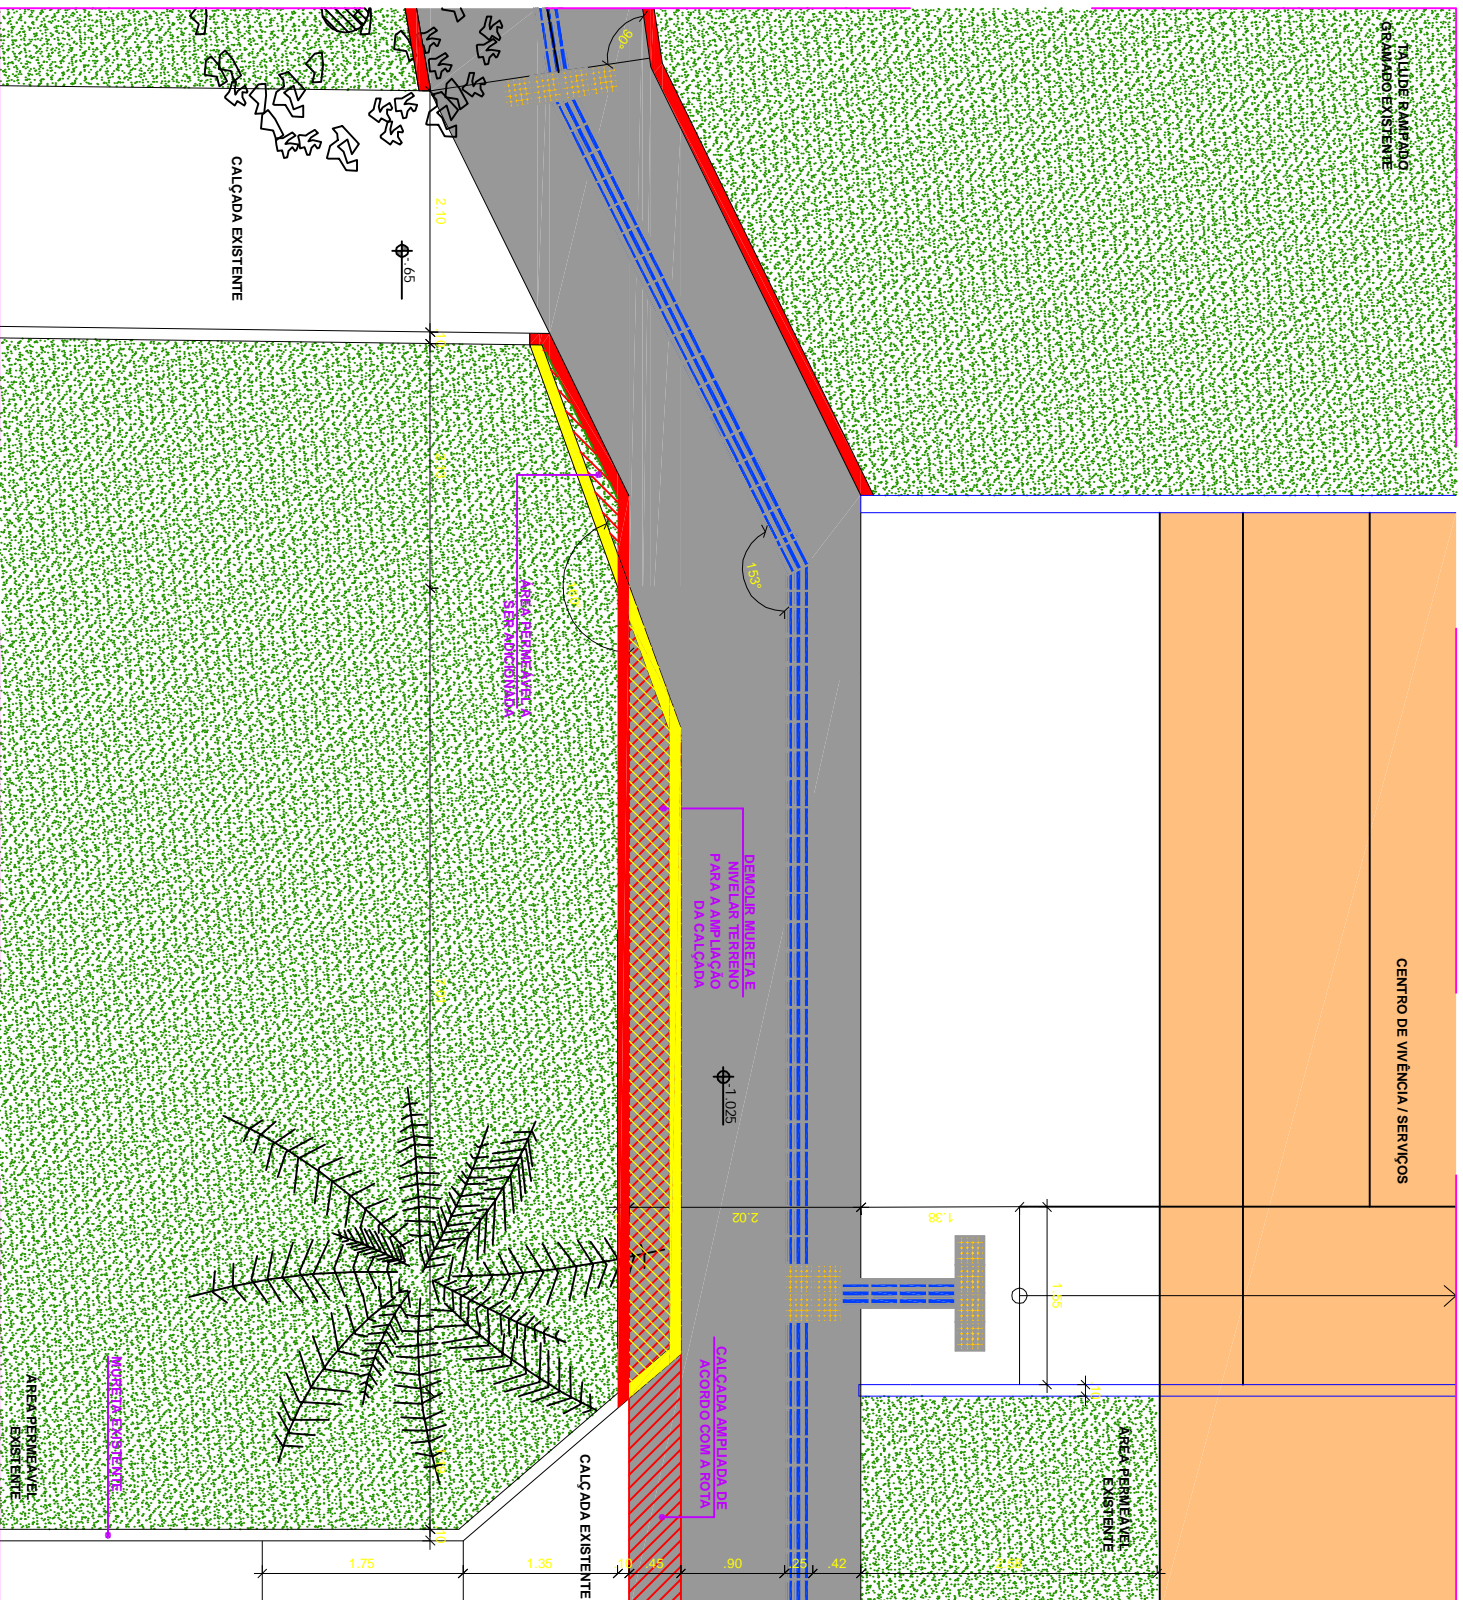 TALUDE RAMPADO
GRAMADO EXISTENTE
90°
CALÇADA EXISTENTE
2.10
-.65
153°
ÁREA PERMEÁVEL A
SER ADICIONADA
DEMOLIR MURETA E
NIVELAR TERRENO
PARA A AMPLIAÇÃO
DA CALÇADA
-1.025
CENTRO DE VIVÊNCIA / SERVIÇOS
2.02
1.38
CALÇADA AMPLIADA DE
ACORDO COM A ROTA
MURETA EXISTENTE
ÁREA PERMEÁVEL
EXISTENTE
CALÇADA EXISTENTE
ÁREA PERMEÁVEL
EXISTENTE
1.75
1.35
.10
.45
.90
.25
.42